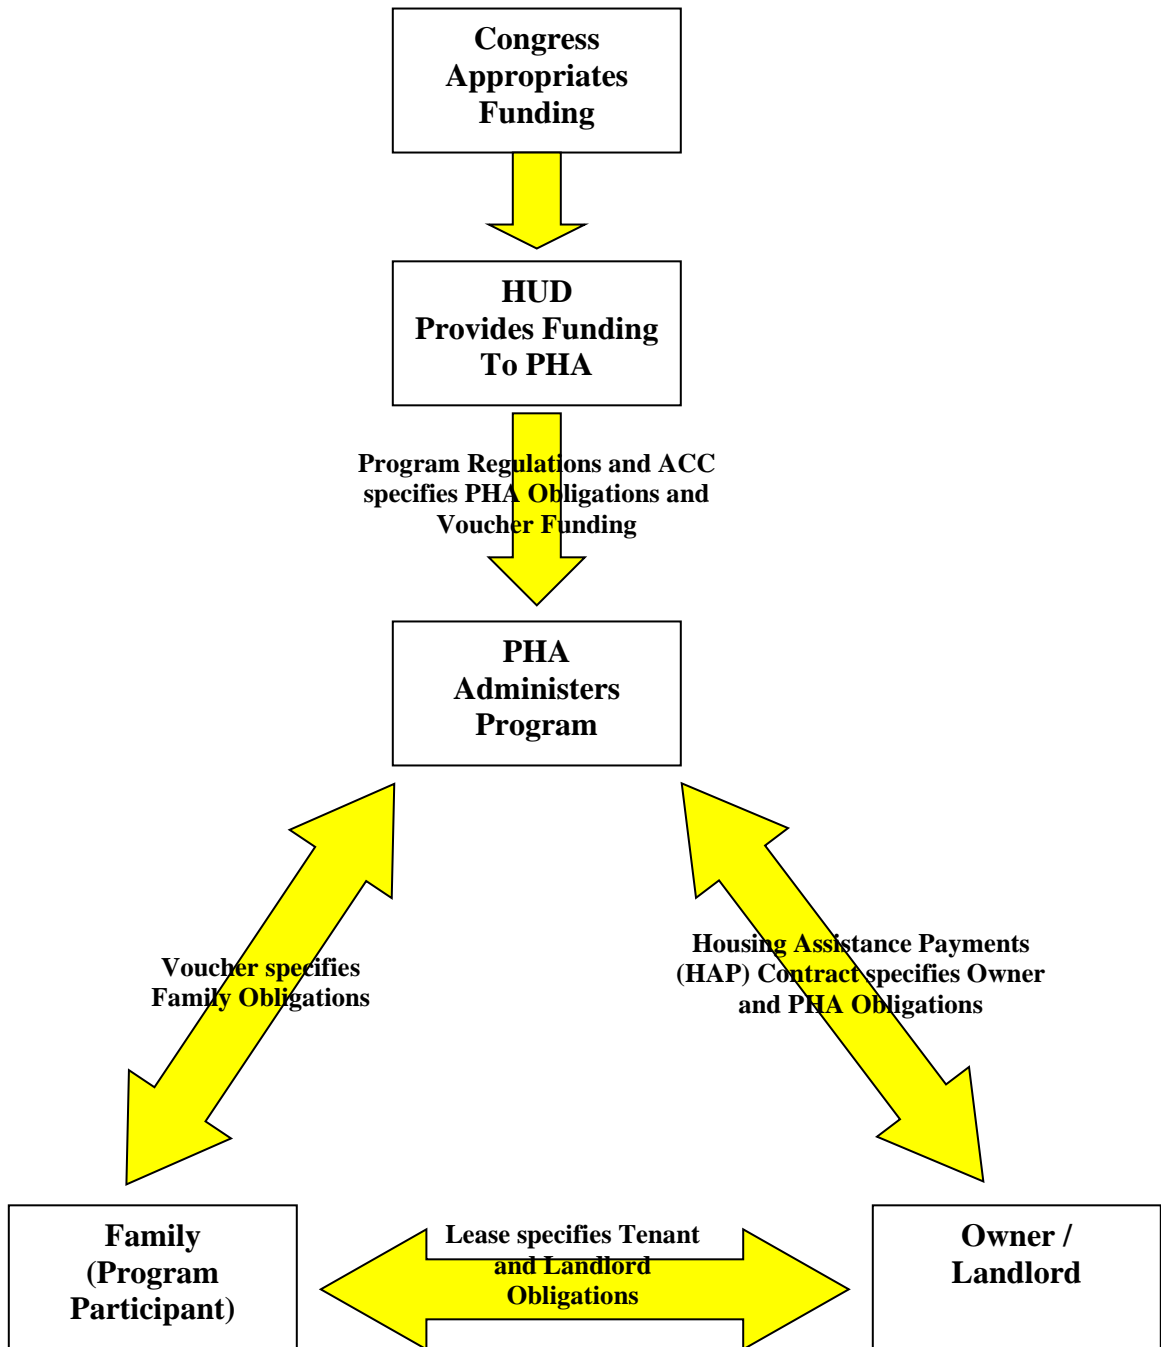 Congress
Appropriates
Funding
HUD
Provides Funding
To PHA
Program Regulations and ACC
specifies PHA Obligations and
Voucher Funding
PHA
Administers
Program
Voucher specifies
Family Obligations
Housing Assistance Payments
(HAP) Contract specifies Owner
and PHA Obligations
Family
(Program
Participant)
Lease specifies Tenant
and Landlord
Obligations
Owner /
Landlord